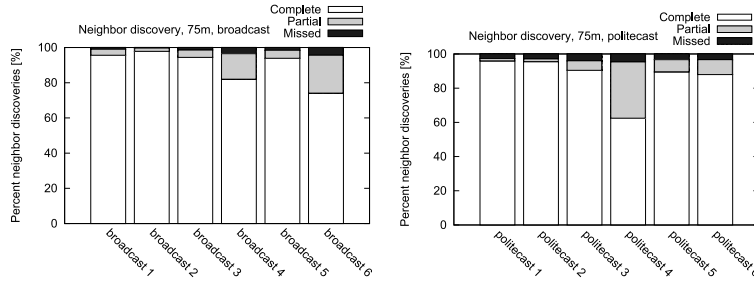 Complete
Partial
Missed
Neighbor discovery, 75m, broadcast
Percent neighbor discoveries [%]
100
80
60
40
20
0
broadcast 1
broadcast 2
broadcast 3
broadcast 4
broadcast 5
broadcast 6
Complete
Partial
Missed
Neighbor discovery, 75m, politecast
Percent neighbor discoveries [%]
100
80
60
40
20
0
politecast 1
politecast 2
politecast 3
politecast 4
politecast 5
politecast 6